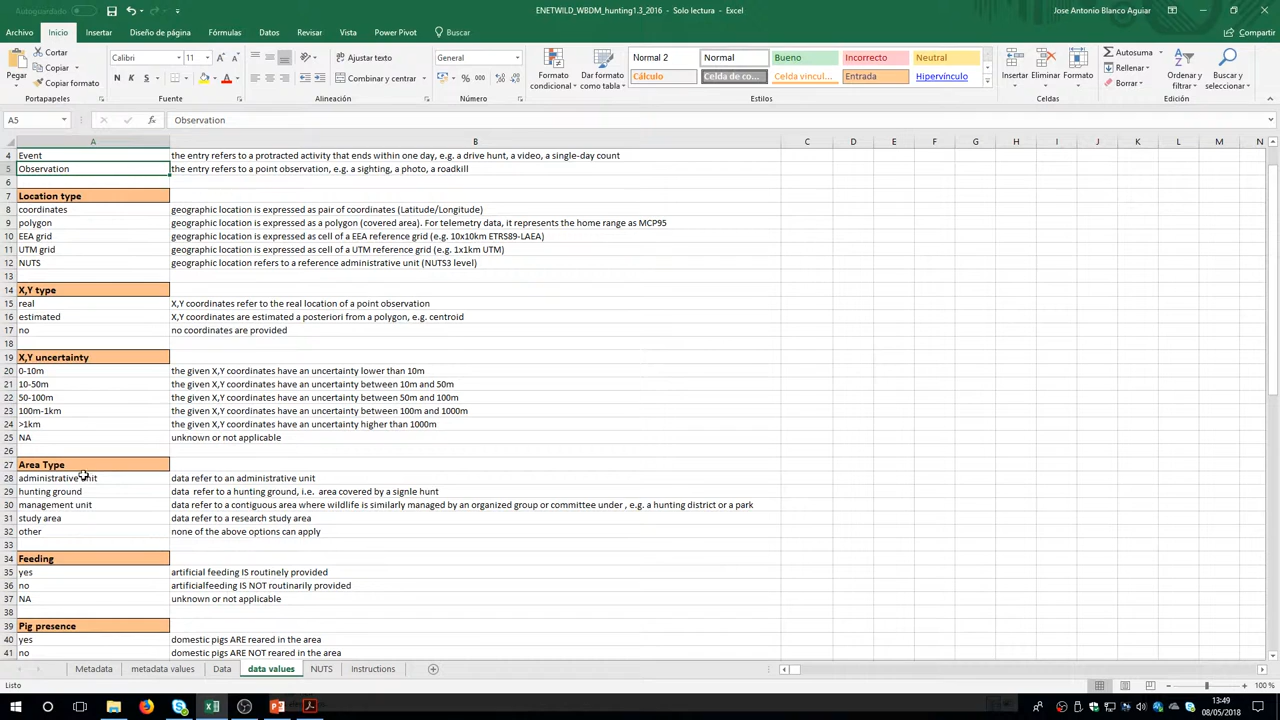 Autoguardado
ENETWILD_WBDM_hunting1.3_2016 - Solo lectura - Excel
Jose Antonio Blanco Aguiar
Archivo Inicio Insertar Diseño de página Fórmulas Datos Revisar Vista Power Pivot Buscar Compartir
Pegar
Cortar
Copiar
Copiar formato
Portapapeles
Calibri 11
N K S
Fuente
Ajustar texto
Combinar y centrar
Alineación
General
% 000
Número
Formato condicional
Dar formato como tabla
Normal 2 Normal Bueno Incorrecto Neutral
Cálculo Celda de co... Celda vincul... Entrada Hipervínculo
Estilos
Insertar Eliminar Formato
Celdas
Autosuma
Rellenar
Borrar
Ordenar y filtrar
Buscar y seleccionar
Edición
A5 fx Observation
A B C D E F G H I J K L M N
4 Event the entry refers to a protracted activity that ends within one day, e.g. a drive hunt, a video, a single-day count
5 Observation the entry refers to a point observation, e.g. a sighting, a photo, a roadkill
6
7 Location type
8 coordinates geographic location is expressed as pair of coordinates (Latitude/Longitude)
9 polygon geographic location is expressed as a polygon (covered area). For telemetry data, it represents the home range as MCP95
10 EEA grid geographic location is expressed as cell of a EEA reference grid (e.g. 10x10km ETRS89-LAEA)
11 UTM grid geographic location is expressed as cell of a UTM reference grid (e.g. 1x1km UTM)
12 NUTS geographic location refers to a reference administrative unit (NUTS3 level)
13
14 X,Y type
15 real X,Y coordinates refer to the real location of a point observation
16 estimated X,Y coordinates are estimated a posteriori from a polygon, e.g. centroid
17 no no coordinates are provided
18
19 X,Y uncertainty
20 0-10m the given X,Y coordinates have an uncertainty lower than 10m
21 10-50m the given X,Y coordinates have an uncertainty between 10m and 50m
22 50-100m the given X,Y coordinates have an uncertainty between 50m and 100m
23 100m-1km the given X,Y coordinates have an uncertainty between 100m and 1000m
24 >1km the given X,Y coordinates have an uncertainty higher than 1000m
25 NA unknown or not applicable
26
27 Area Type
28 administrative unit data refer to an administrative unit
29 hunting ground data refer to a hunting ground, i.e. area covered by a signle hunt
30 management unit data refer to a contiguous area where wildlife is similarly managed by an organized group or committee under , e.g. a hunting district or a park
31 study area data refer to a research study area
32 other none of the above options can apply
33
34 Feeding
35 yes artificial feeding IS routinely provided
36 no artificialfeeding IS NOT routinarily provided
37 NA unknown or not applicable
38
39 Pig presence
40 yes domestic pigs ARE reared in the area
41 no domestic pigs ARE NOT reared in the area
Metadata metadata values Data data values NUTS Instructions
Listo
100 %
13:49
08/05/2018